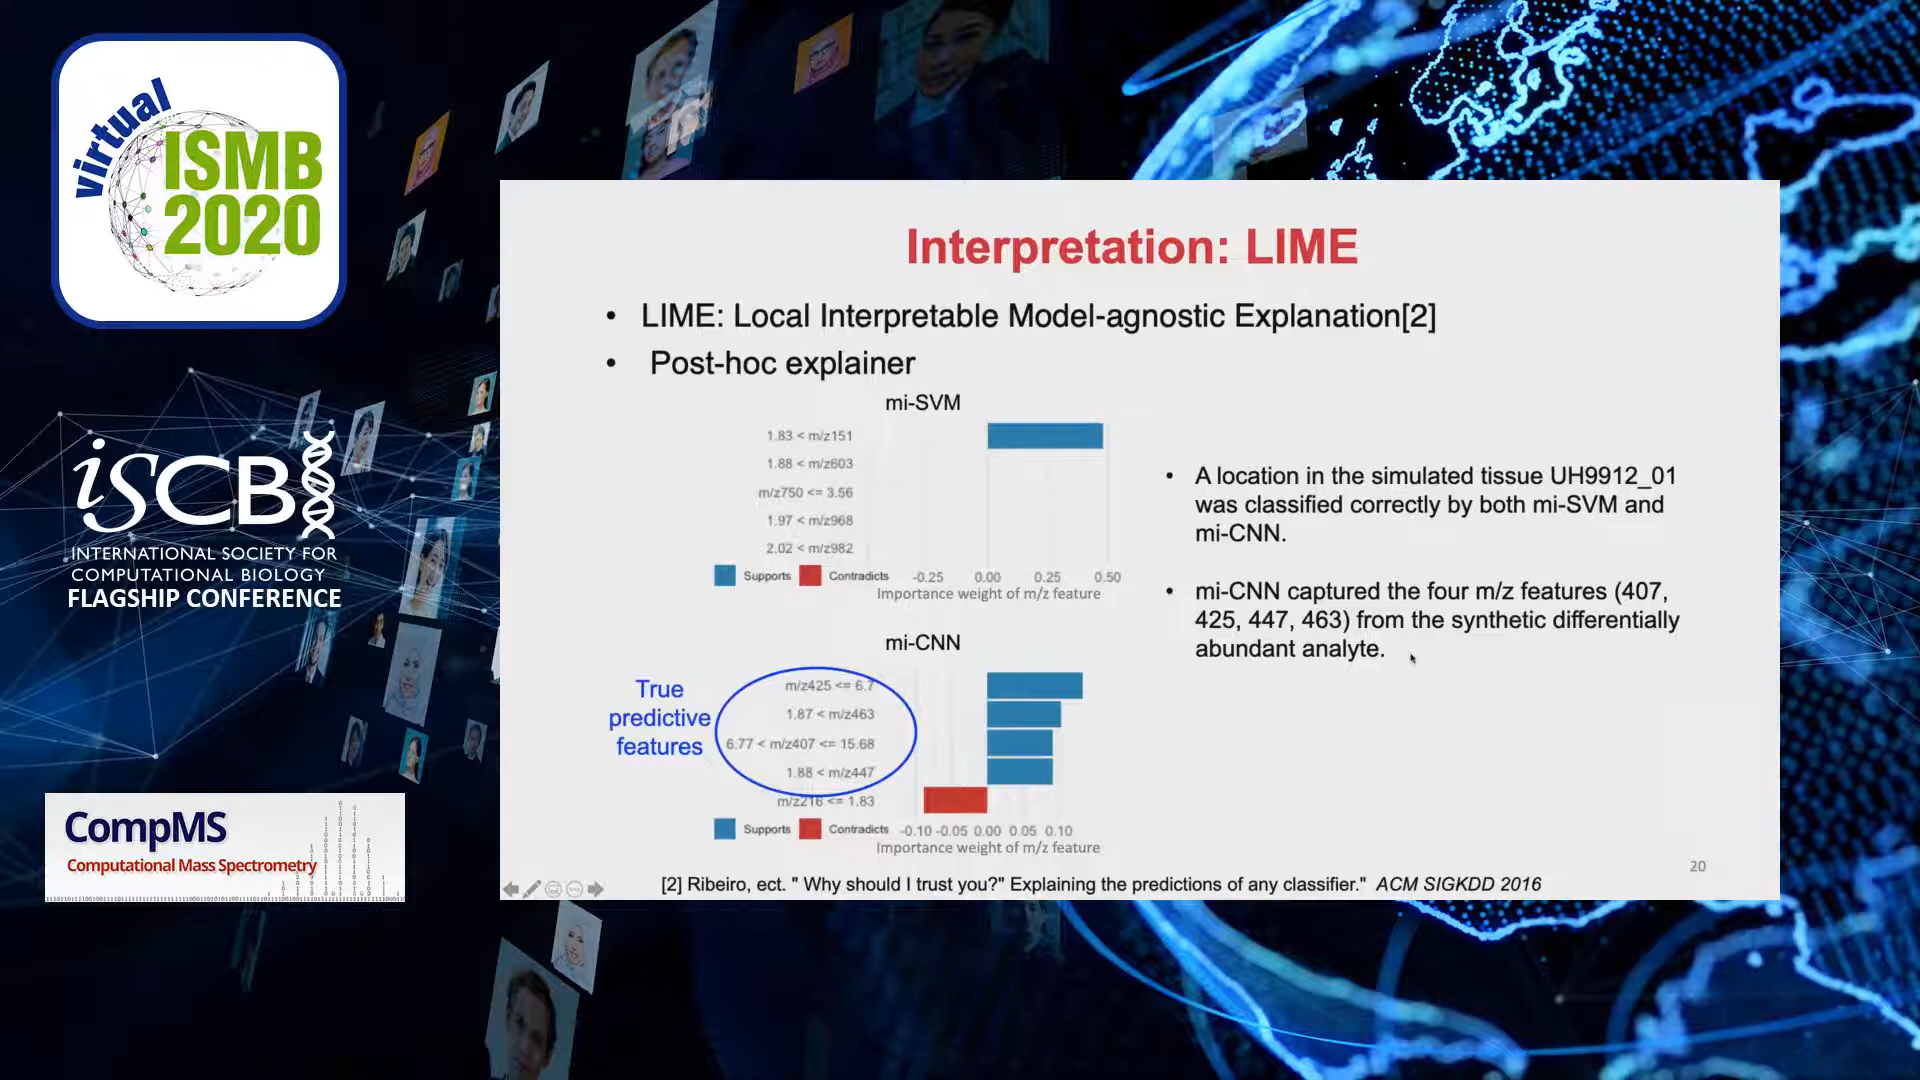 virtual
ISMB
2020
iSCB
INTERNATIONAL SOCIETY FOR
COMPUTATIONAL BIOLOGY
FLAGSHIP CONFERENCE
CompMS
Computational Mass Spectrometry
Interpretation: LIME
• LIME: Local Interpretable Model-agnostic Explanation[2]
• Post-hoc explainer
mi-SVM
1.83 < m/z151
1.88 < m/z603
m/z750 <= 3.56
1.97 < m/z968
2.02 < m/z982
Supports Contradicts -0.25 0.00 0.25 0.50
Importance weight of m/z feature
mi-CNN
True
predictive
features
m/z425 <= 6.7
1.87 < m/z463
6.77 < m/z407 <= 15.68
1.88 < m/z447
m/z216 <= 1.83
Supports Contradicts -0.10 -0.05 0.00 0.05 0.10
Importance weight of m/z feature
• A location in the simulated tissue UH9912_01
was classified correctly by both mi-SVM and
mi-CNN.
• mi-CNN captured the four m/z features (407,
425, 447, 463) from the synthetic differentially
abundant analyte.
20
[2] Ribeiro, ect. " Why should I trust you?" Explaining the predictions of any classifier." ACM SIGKDD 2016